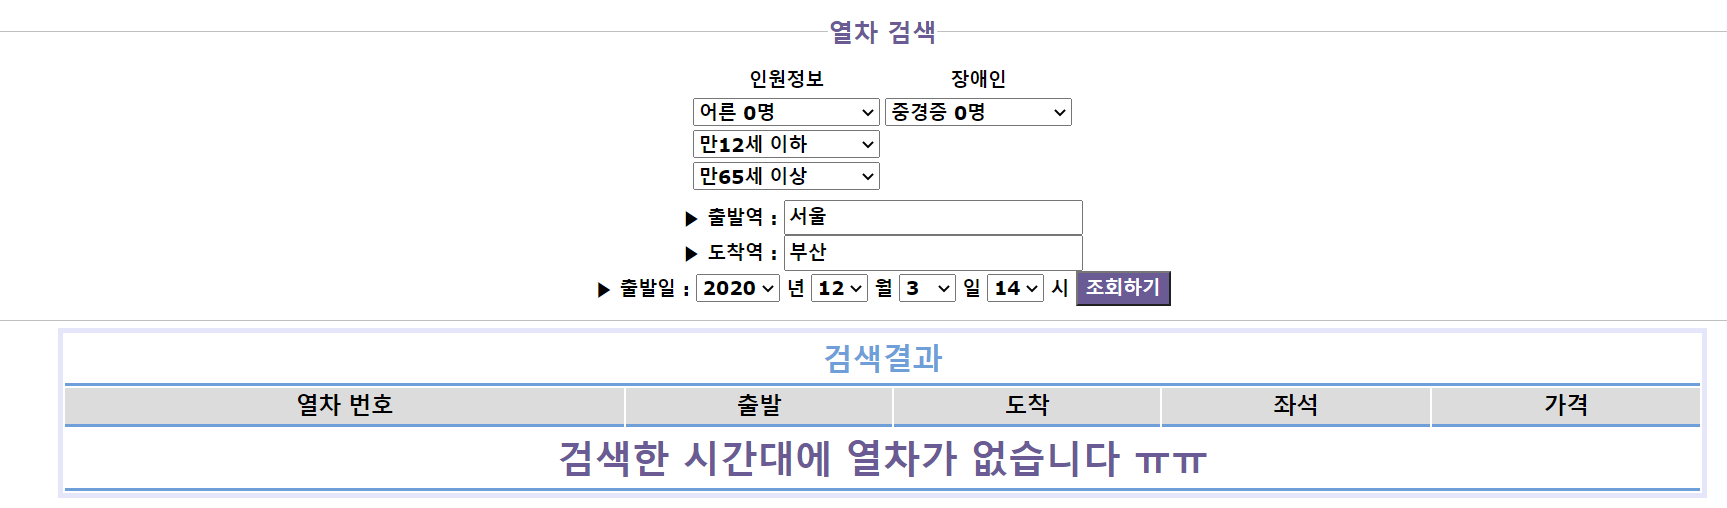 열차 검색
인원정보 장애인
어른 0명 중경증 0명
만12세 이하
만65세 이상
▶ 출발역 : 서울
▶ 도착역 : 부산
▶ 출발일 : 2020 년 12 월 3 일 14 시 조회하기
검색결과
열차 번호 출발 도착 좌석 가격
검색한 시간대에 열차가 없습니다 ㅠㅠ